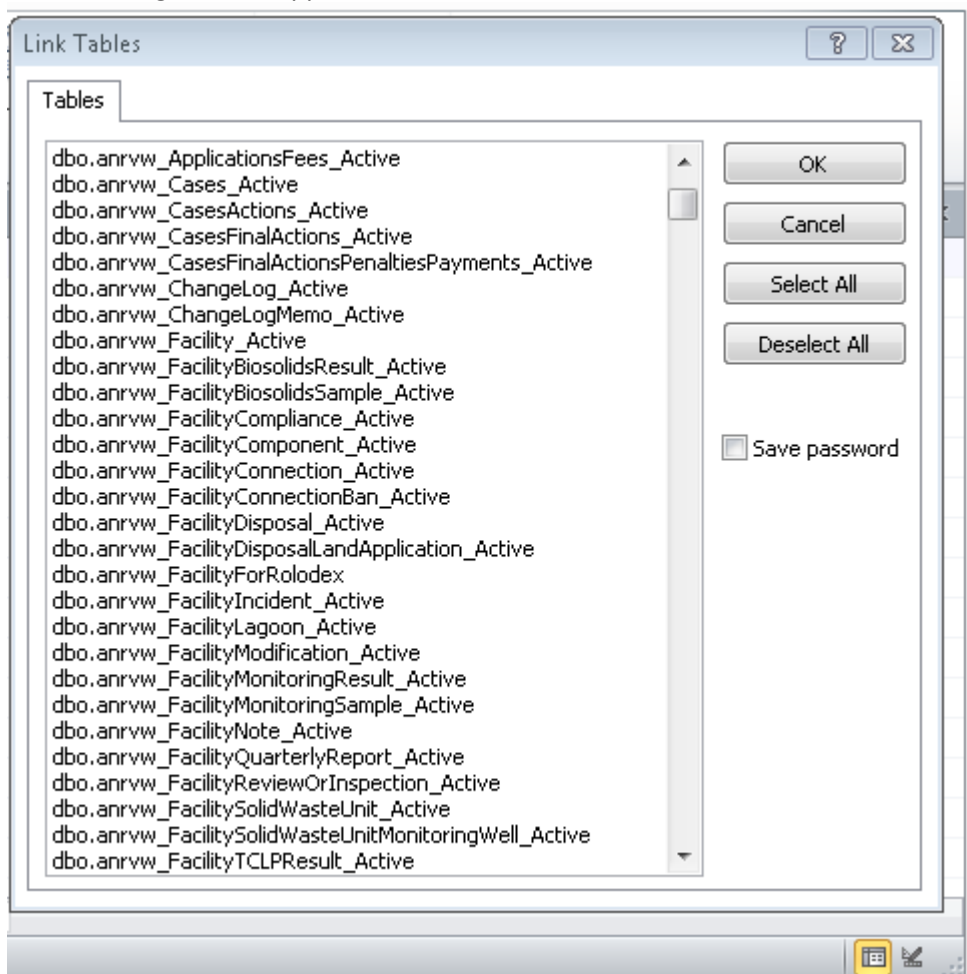 Link Tables
Tables
dbo.anrvw_ApplicationsFees_Active
dbo.anrvw_Cases_Active
dbo.anrvw_CasesActions_Active
dbo.anrvw_CasesFinalActions_Active
dbo.anrvw_CasesFinalActionsPenaltiesPayments_Active
dbo.anrvw_ChangeLog_Active
dbo.anrvw_ChangeLogMemo_Active
dbo.anrvw_Facility_Active
dbo.anrvw_FacilityBiosolidsResult_Active
dbo.anrvw_FacilityBiosolidsSample_Active
dbo.anrvw_FacilityCompliance_Active
dbo.anrvw_FacilityComponent_Active
dbo.anrvw_FacilityConnection_Active
dbo.anrvw_FacilityConnectionBan_Active
dbo.anrvw_FacilityDisposal_Active
dbo.anrvw_FacilityDisposalLandApplication_Active
dbo.anrvw_FacilityForRolodex
dbo.anrvw_FacilityIncident_Active
dbo.anrvw_FacilityLagoon_Active
dbo.anrvw_FacilityModification_Active
dbo.anrvw_FacilityMonitoringResult_Active
dbo.anrvw_FacilityMonitoringSample_Active
dbo.anrvw_FacilityNote_Active
dbo.anrvw_FacilityQuarterlyReport_Active
dbo.anrvw_FacilityReviewOrInspection_Active
dbo.anrvw_FacilitySolidWasteUnit_Active
dbo.anrvw_FacilitySolidWasteUnitMonitoringWell_Active
dbo.anrvw_FacilityTCLPResult_Active
OK
Cancel
Select All
Deselect All
Save password